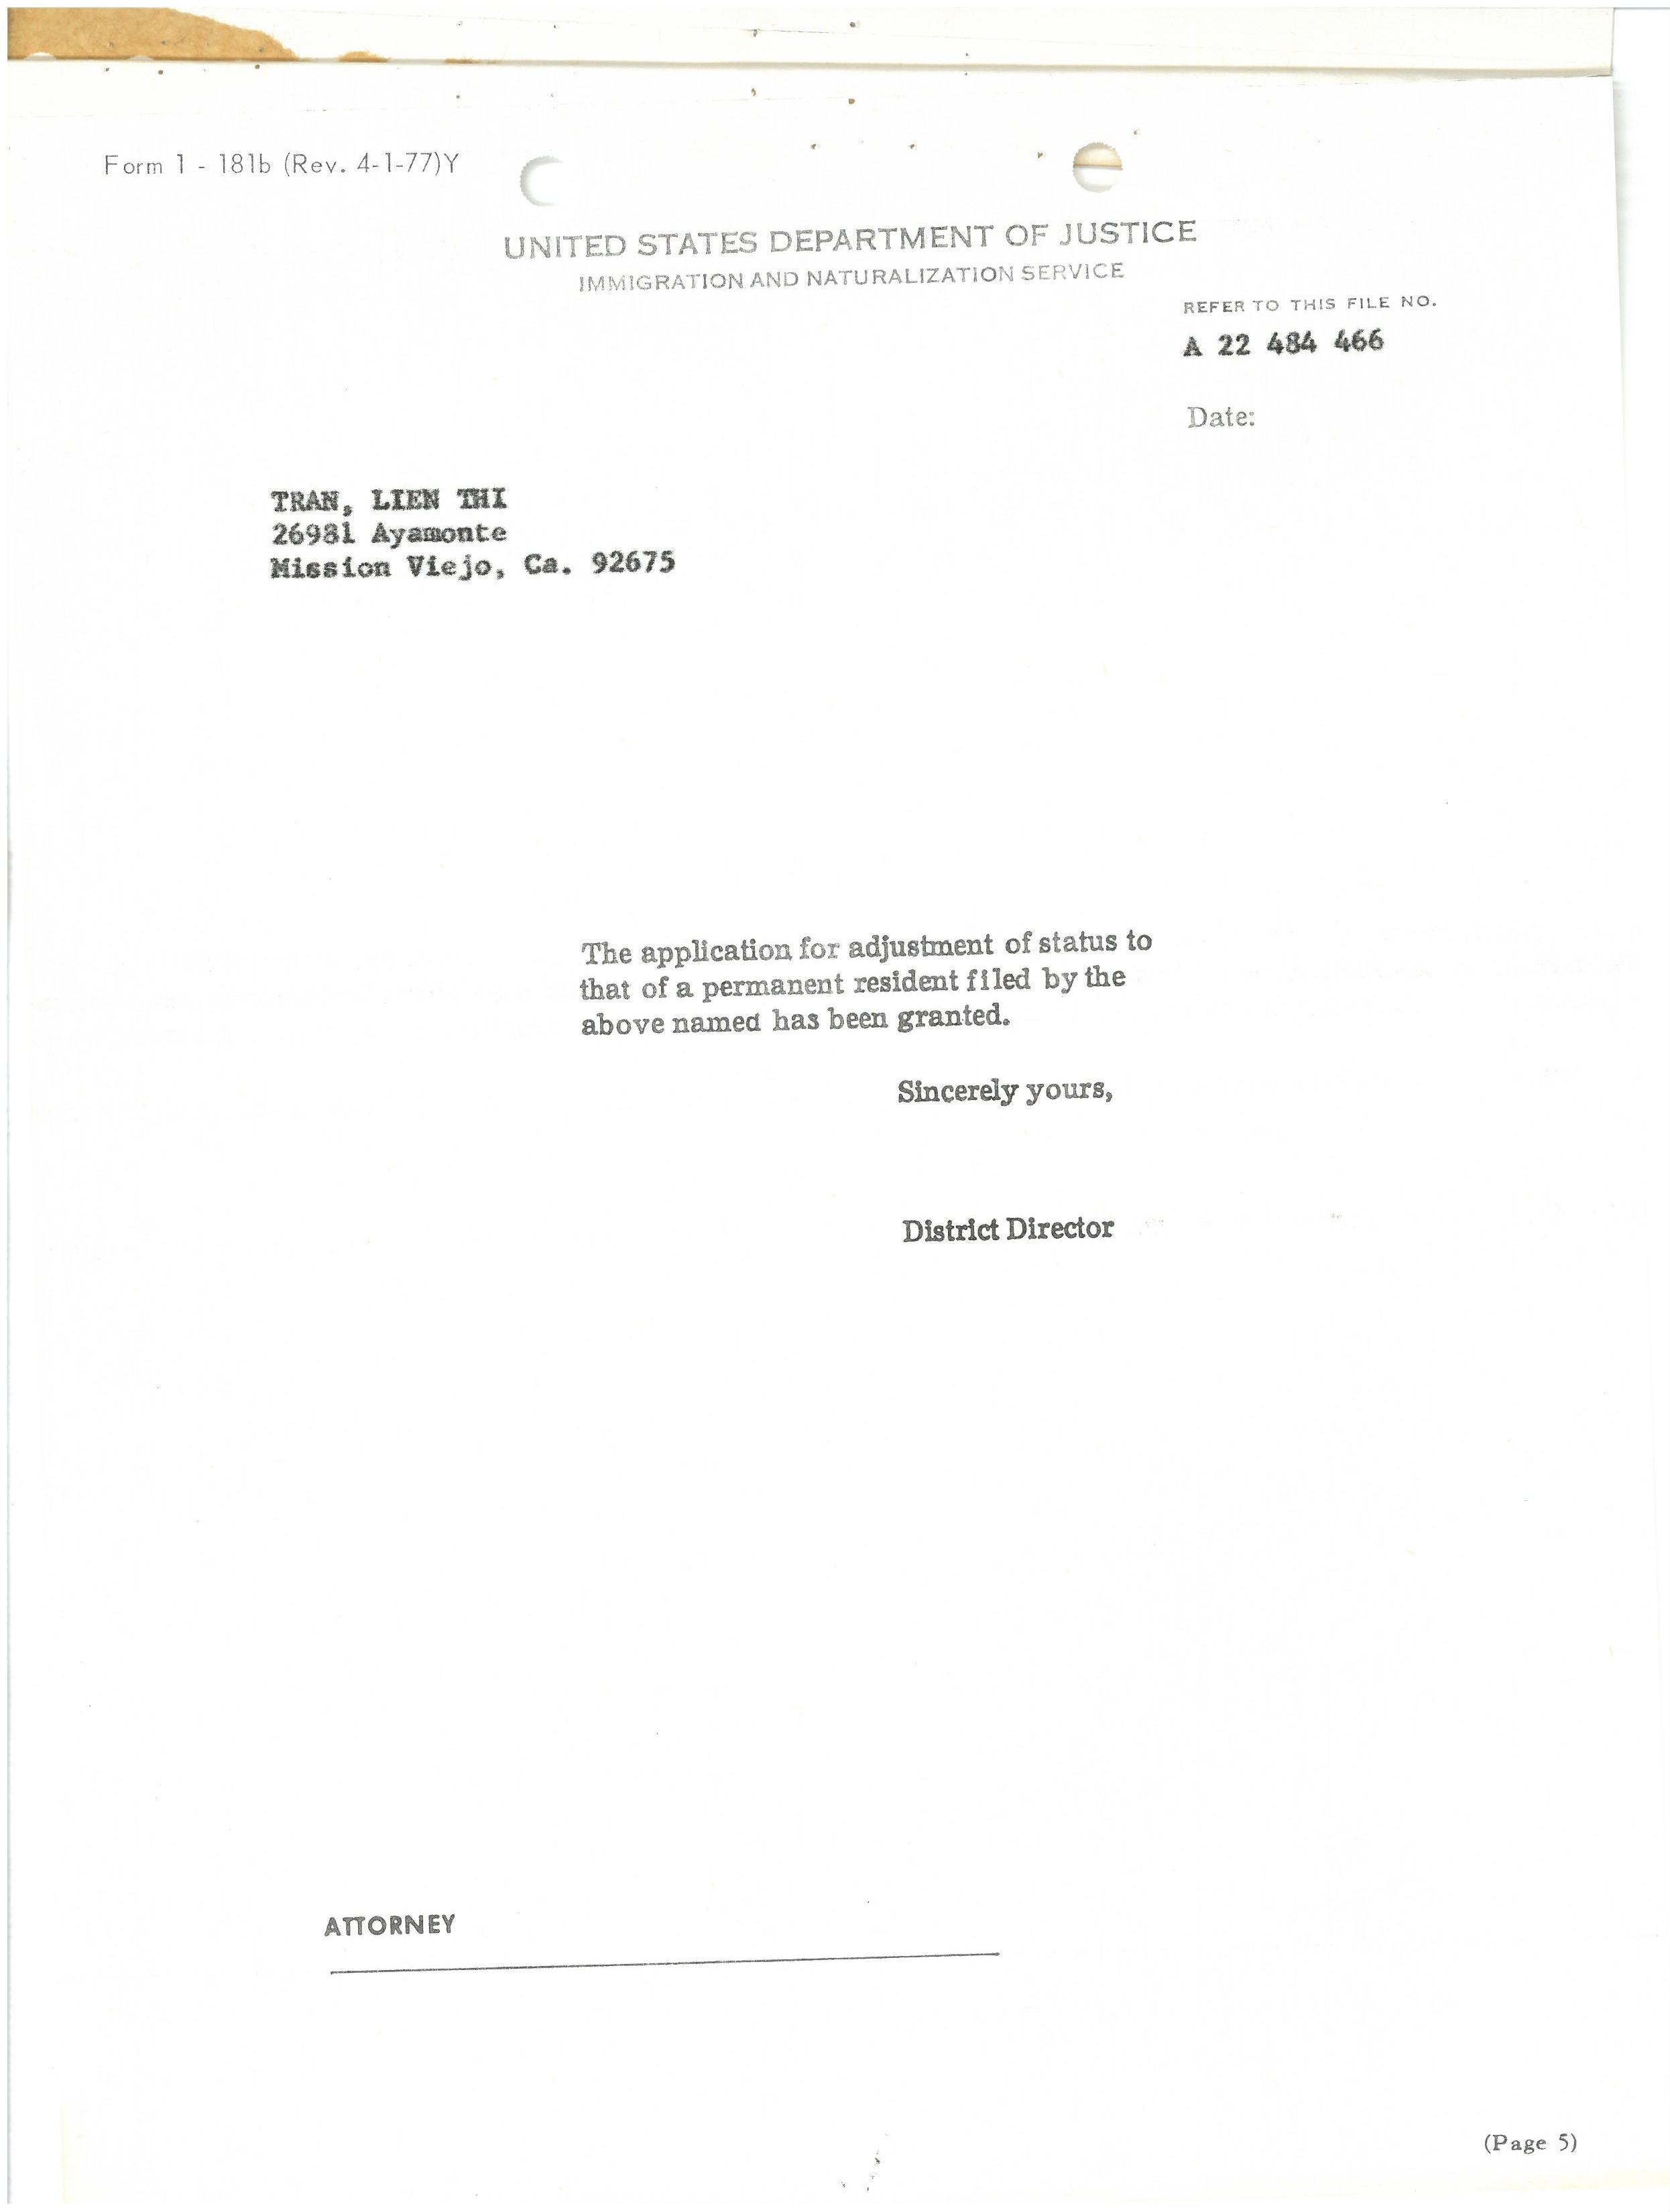 Form 1 - 181b (Rev. 4-1-77)Y
UNITED STATES DEPARTMENT OF JUSTICE
IMMIGRATION AND NATURALIZATION SERVICE
REFER TO THIS FILE NO.
A 22 484 466
Date:
TRAN, LIEN THI
26981 Ayamonte
Mission Viejo, Ca. 92675
The application for adjustment of status to
that of a permanent resident filed by the
above named has been granted.
Sincerely yours,
District Director
ATTORNEY
(Page 5)